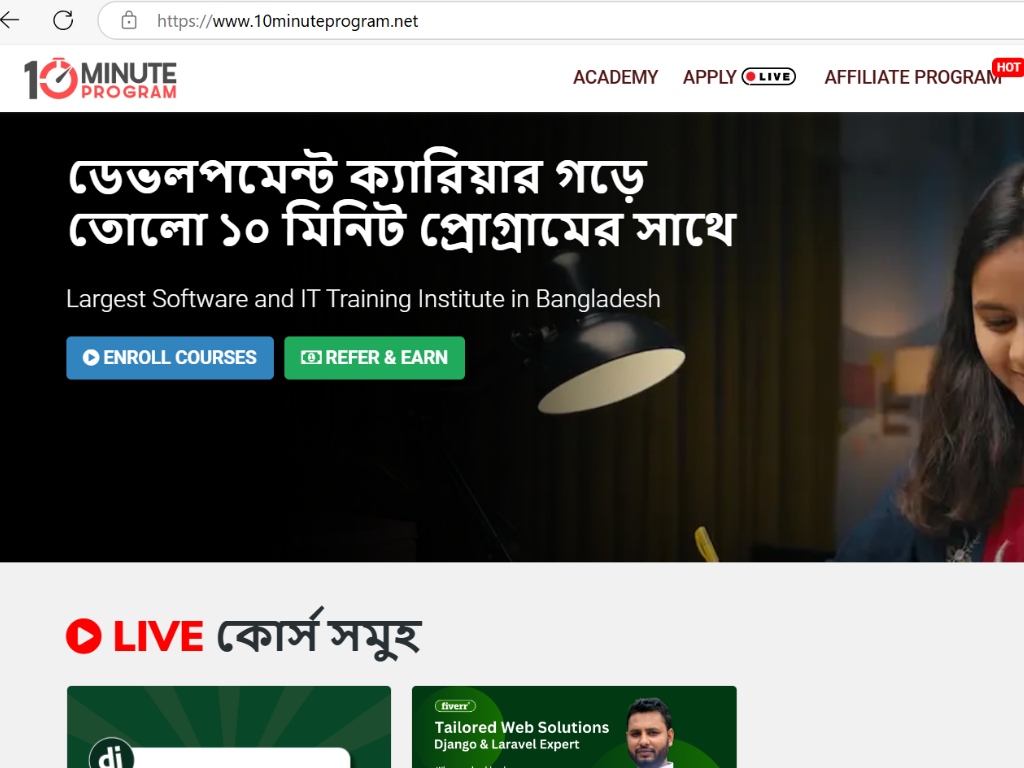 https://www.10minuteprogram.net
10 MINUTE PROGRAM
ACADEMY APPLY LIVE AFFILIATE PROGRAM HOT
ডেভলপমেন্ট ক্যারিয়ার গড়ে
তোলো ১০ মিনিট প্রোগ্রামের সাথে
Largest Software and IT Training Institute in Bangladesh
ENROLL COURSES REFER & EARN
LIVE কোর্স সমুহ
dj
fiverr
Tailored Web Solutions
Django & Laravel Expert